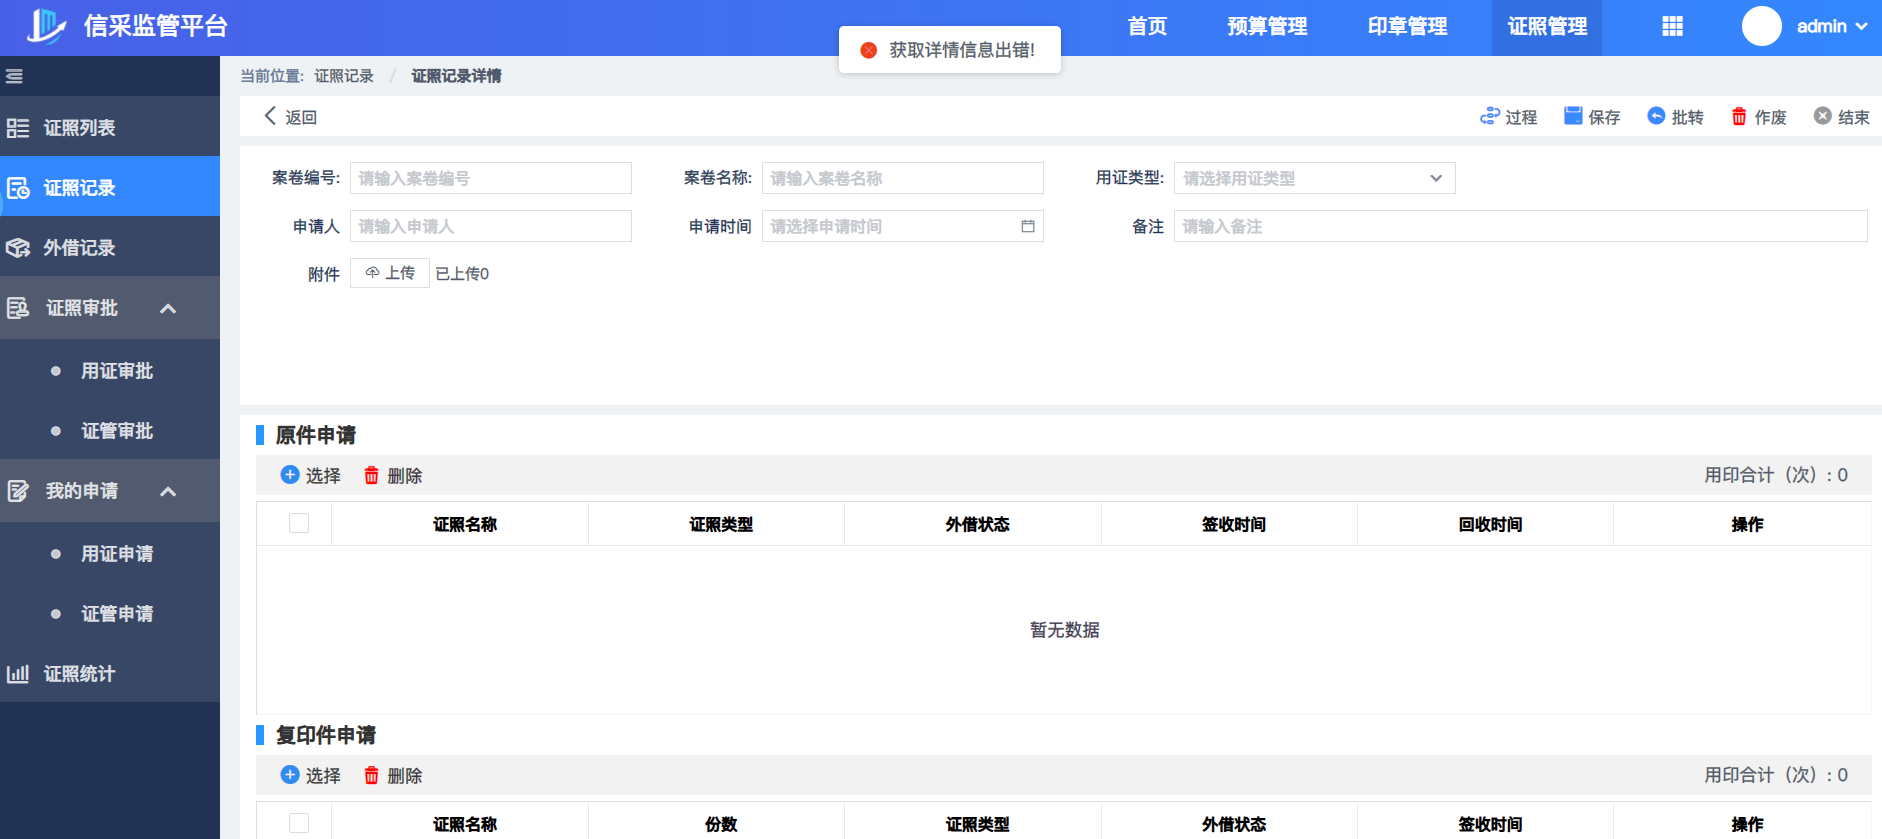 信采监管平台
首页 预算管理 印章管理 证照管理 admin
获取详情信息出错!
当前位置: 证照记录 / 证照记录详情
返回 过程 保存 批转 作废 结束
证照列表
证照记录
外借记录
证照审批
用证审批
证管审批
我的申请
用证申请
证管申请
证照统计
案卷编号: 请输入案卷编号 案卷名称: 请输入案卷名称 用证类型: 请选择用证类型
申请人 请输入申请人 申请时间 请选择申请时间 备注 请输入备注
附件 上传 已上传0
原件申请
选择 删除 用印合计（次）: 0
证照名称 证照类型 外借状态 签收时间 回收时间 操作
暂无数据
复印件申请
选择 删除 用印合计（次）: 0
证照名称 份数 证照类型 外借状态 签收时间 操作